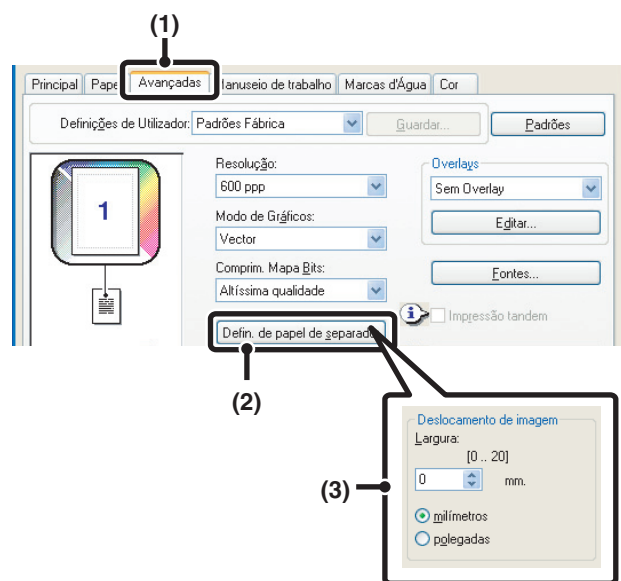 (1)
Principal Pape Avançadas Manuseio de trabalho Marcas d'Água Cor
Definições de Utilizador: Padrões Fábrica Guardar... Padrões
Resolução:
600 ppp
Modo de Gráficos:
Vector
Comprim. Mapa Bits:
Altíssima qualidade
Defin. de papel de separado
Overlays
Sem Overlay
Editar...
Fontes...
Impressão tandem
1
(2)
(3)
Deslocamento de imagem
Largura:
[0 .. 20]
0 mm.
milímetros
polegadas